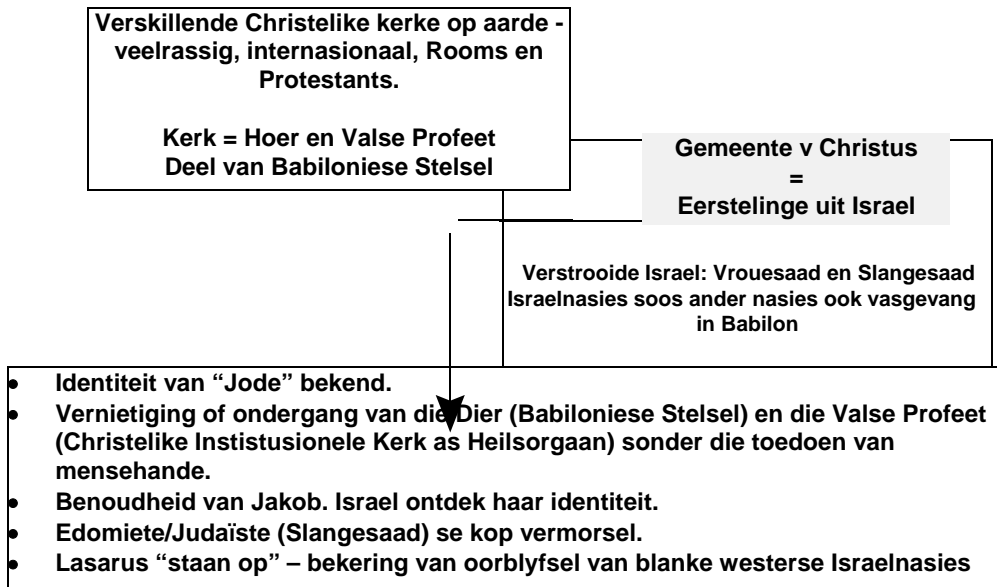 Verskillende Christelike kerke op aarde -
veelrassig, internasionaal, Rooms en
Protestants.
Kerk = Hoer en Valse Profeet
Deel van Babiloniese Stelsel
Gemeente v Christus
=
Eerstelinge uit Israel
Verstrooide Israel: Vrouesaad en Slangesaad
Israelnasies soos ander nasies ook vasgevang
in Babilon
• Identiteit van “Jode” bekend.
• Vernietiging of ondergang van die Dier (Babiloniese Stelsel) en die Valse Profeet
(Christelike Instistusionele Kerk as Heilsorgaan) sonder die toedoen van
mensehande.
• Benoudheid van Jakob. Israel ontdek haar identiteit.
• Edomiete/Judaïste (Slangesaad) se kop vermorsel.
• Lasarus “staan op” – bekering van oorblyfsel van blanke westerse Israelnasies